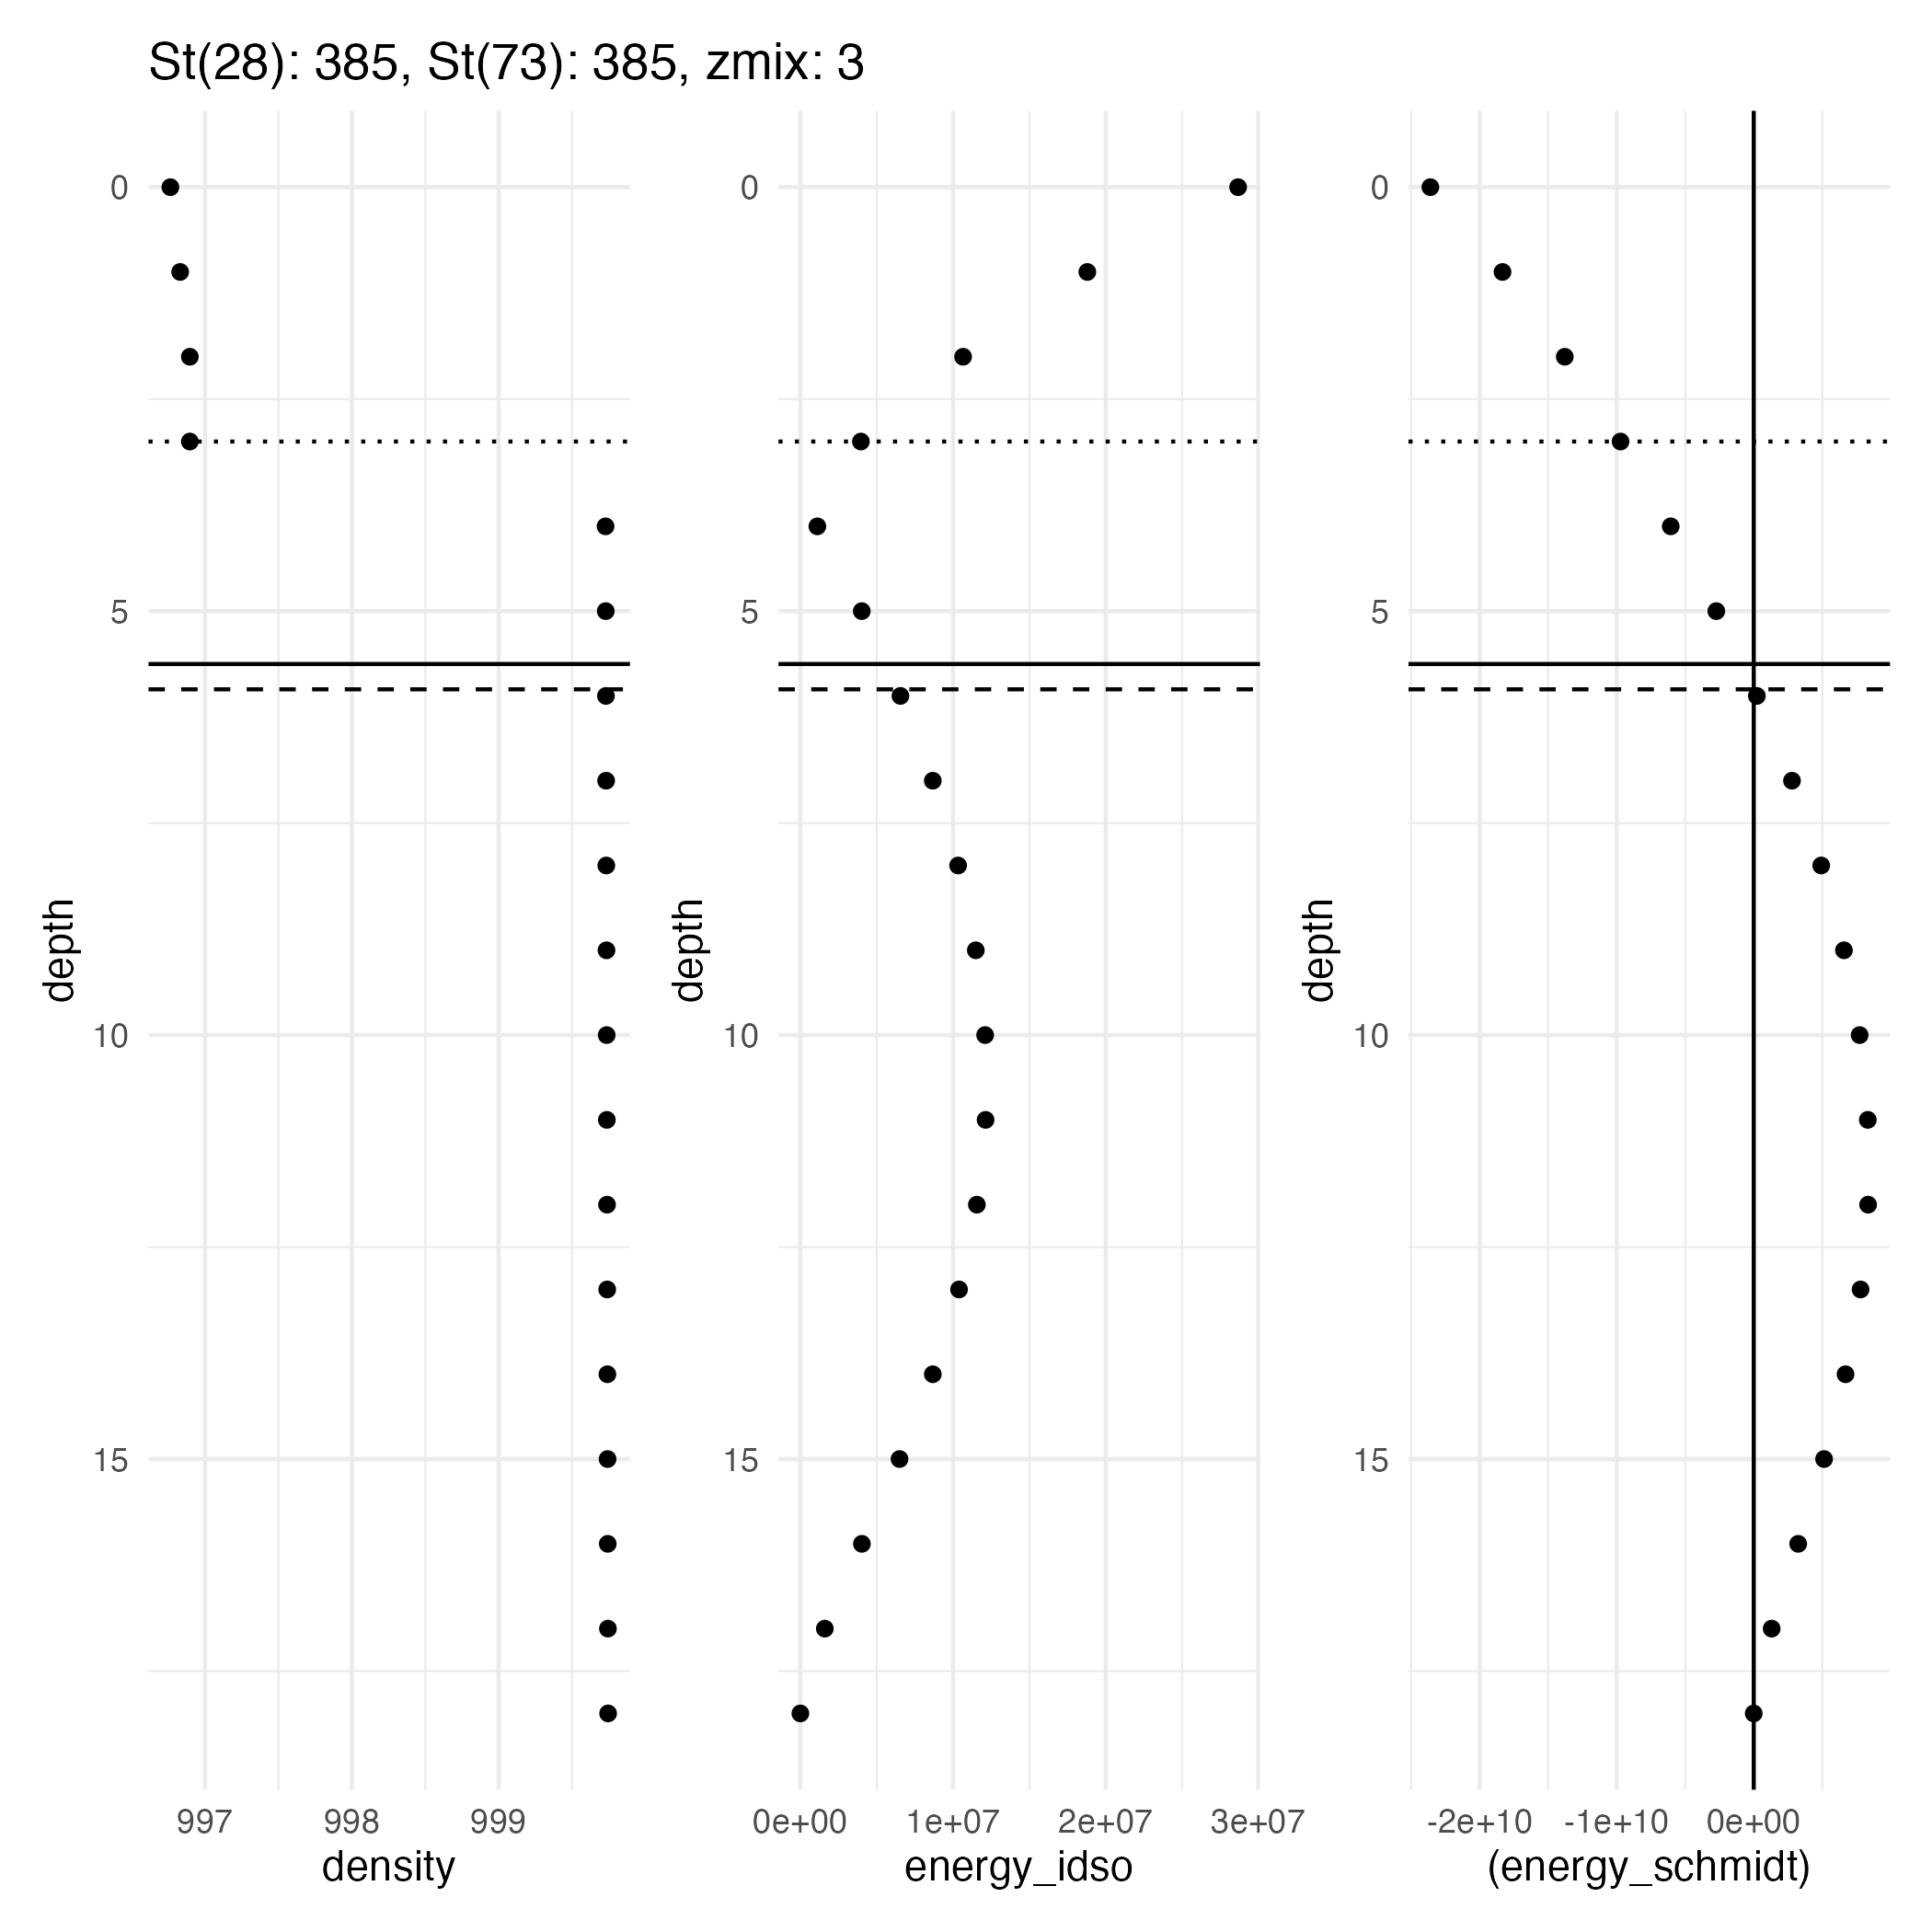 St(28): 385, St(73): 385, zmix: 3
0
5
10
15
depth
997 998 999
density
0
5
10
15
depth
0e+00 1e+07 2e+07 3e+07
energy_idso
0
5
10
15
depth
-2e+10 -1e+10 0e+00
(energy_schmidt)